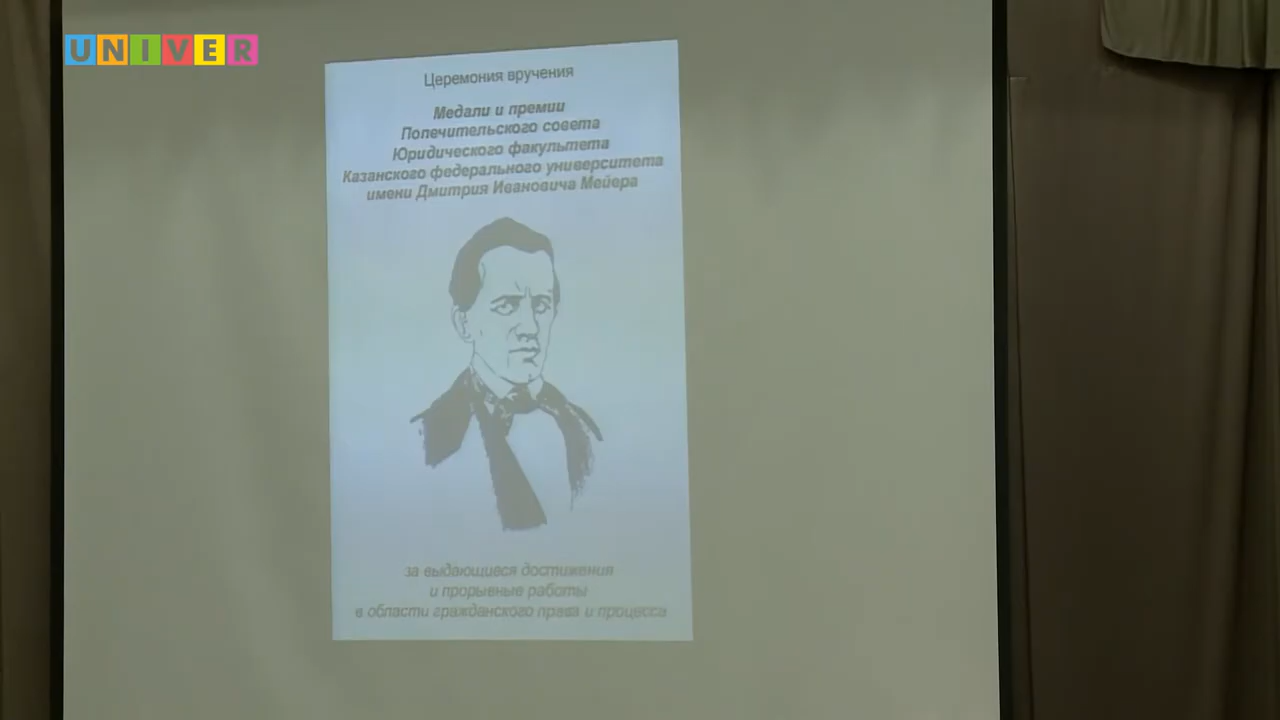 UNIVER
Церемония вручения
Медали и премии
Попечительского совета
Юридического факультета
Казанского федерального университета
имени Дмитрия Ивановича Мейера
за выдающиеся достижения
и прорывные работы
в области гражданского права и процесса